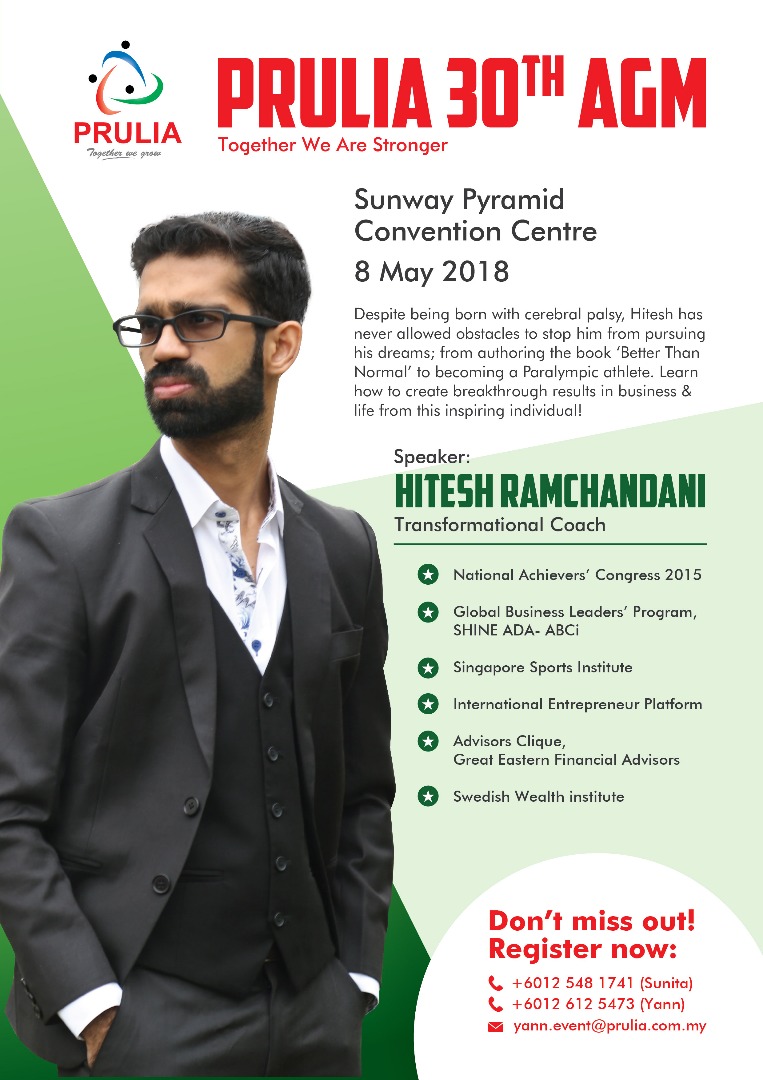 PRULIA
Together we grow
PRULIA 30TH AGM
Together We Are Stronger
Sunway Pyramid
Convention Centre
8 May 2018
Despite being born with cerebral palsy, Hitesh has
never allowed obstacles to stop him from pursuing
his dreams; from authoring the book ‘Better Than
Normal’ to becoming a Paralympic athlete. Learn
how to create breakthrough results in business &
life from this inspiring individual!
Speaker:
HITESH RAMCHANDANI
Transformational Coach
National Achievers’ Congress 2015
Global Business Leaders’ Program,
SHINE ADA- ABCi
Singapore Sports Institute
International Entrepreneur Platform
Advisors Clique,
Great Eastern Financial Advisors
Swedish Wealth institute
Don’t miss out!
Register now:
+6012 548 1741 (Sunita)
+6012 612 5473 (Yann)
yann.event@prulia.com.my